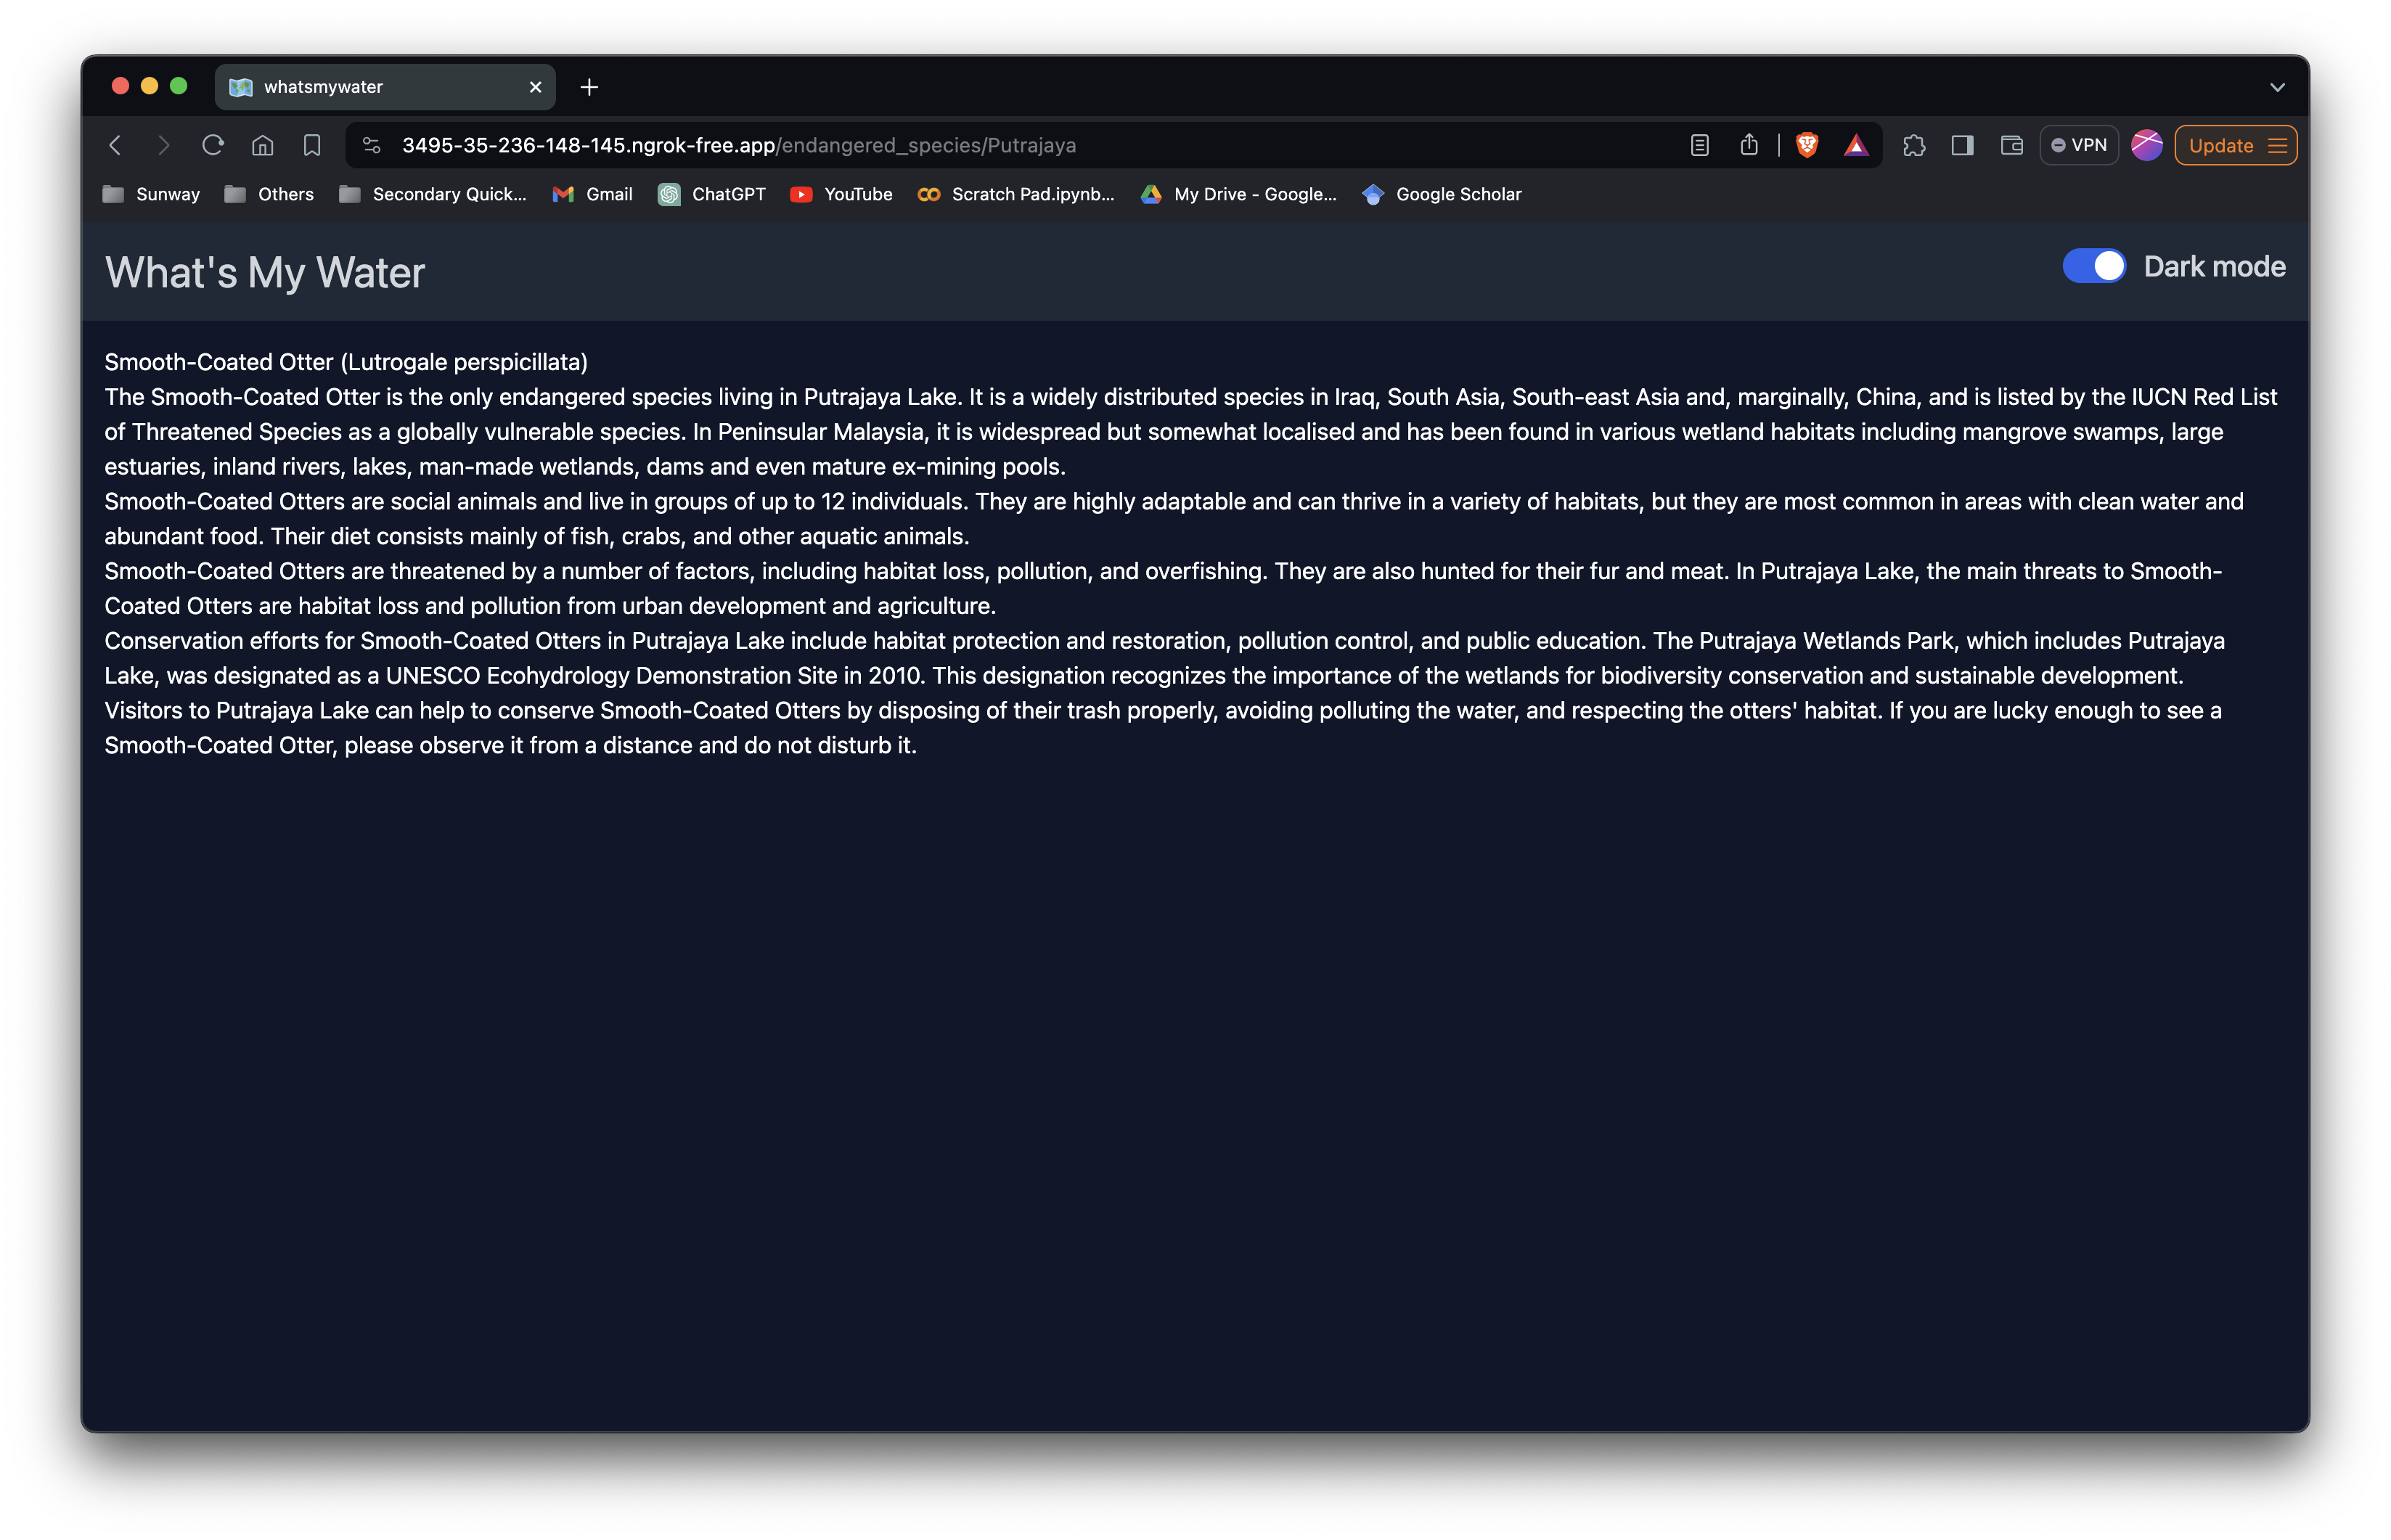 whatsmywater
3495-35-236-148-145.ngrok-free.app/endangered_species/Putrajaya
VPN
Update
Sunway
Others
Secondary Quick...
Gmail
ChatGPT
YouTube
Scratch Pad.ipynb...
My Drive - Google...
Google Scholar
What's My Water
Dark mode
Smooth-Coated Otter (Lutrogale perspicillata)
The Smooth-Coated Otter is the only endangered species living in Putrajaya Lake. It is a widely distributed species in Iraq, South Asia, South-east Asia and, marginally, China, and is listed by the IUCN Red List
of Threatened Species as a globally vulnerable species. In Peninsular Malaysia, it is widespread but somewhat localised and has been found in various wetland habitats including mangrove swamps, large
estuaries, inland rivers, lakes, man-made wetlands, dams and even mature ex-mining pools.
Smooth-Coated Otters are social animals and live in groups of up to 12 individuals. They are highly adaptable and can thrive in a variety of habitats, but they are most common in areas with clean water and
abundant food. Their diet consists mainly of fish, crabs, and other aquatic animals.
Smooth-Coated Otters are threatened by a number of factors, including habitat loss, pollution, and overfishing. They are also hunted for their fur and meat. In Putrajaya Lake, the main threats to Smooth-
Coated Otters are habitat loss and pollution from urban development and agriculture.
Conservation efforts for Smooth-Coated Otters in Putrajaya Lake include habitat protection and restoration, pollution control, and public education. The Putrajaya Wetlands Park, which includes Putrajaya
Lake, was designated as a UNESCO Ecohydrology Demonstration Site in 2010. This designation recognizes the importance of the wetlands for biodiversity conservation and sustainable development.
Visitors to Putrajaya Lake can help to conserve Smooth-Coated Otters by disposing of their trash properly, avoiding polluting the water, and respecting the otters' habitat. If you are lucky enough to see a
Smooth-Coated Otter, please observe it from a distance and do not disturb it.